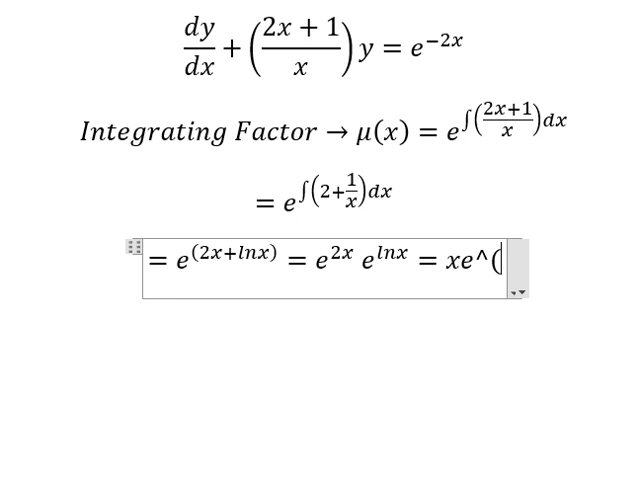 dy/dx + ((2x + 1)/x) y = e^{−2x}
Integrating Factor → μ(x) = e^{∫((2x+1)/x)dx}
= e^{∫(2+1/x)dx}
= e^{(2x+lnx)} = e^{2x} e^{lnx} = xe^(